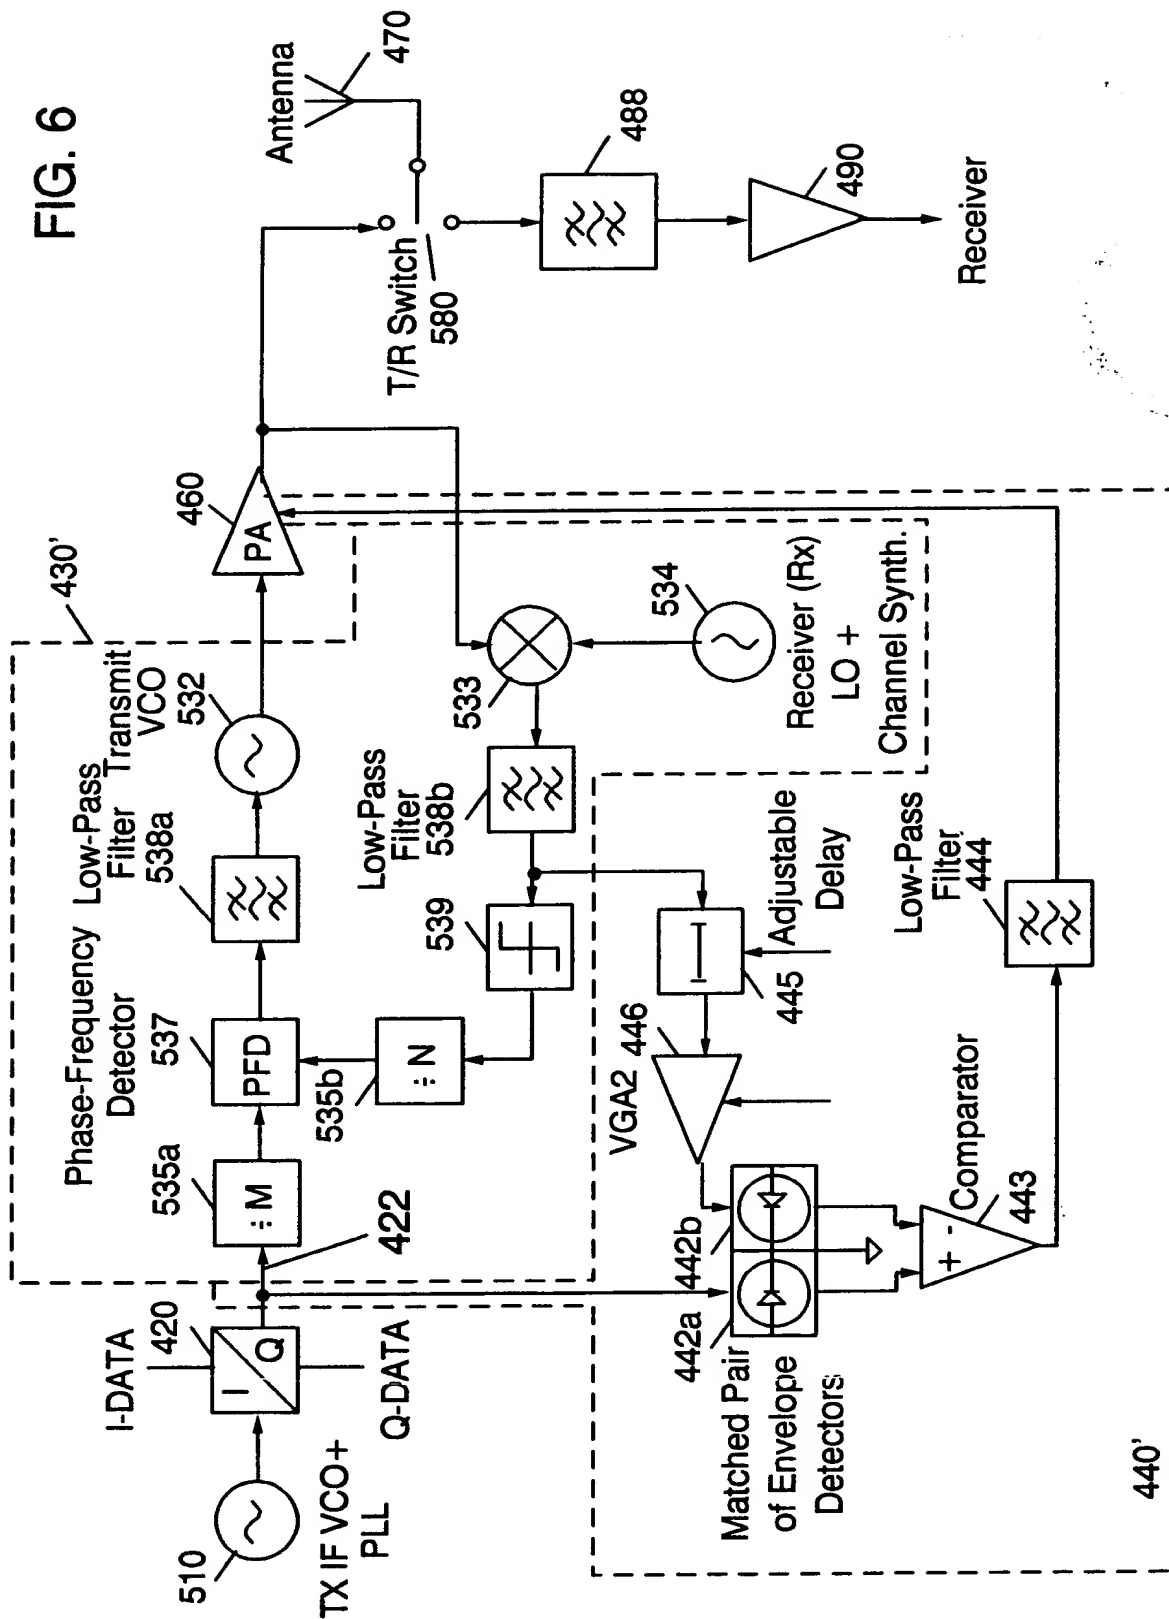 FIG. 6
430'
Antenna
470
460
PA
T/R Switch
580
488
490
Receiver
Transmit
VCO
532
Low-Pass
Filter
538a
Phase-Frequency
Detector
537
PFD
535a
÷M
422
535b
÷N
539
Low-Pass
Filter
538b
533
534
Receiver (Rx)
LO +
Channel Synth.
I-DATA
420
I
Q
Q-DATA
510
TX IF VCO+
PLL
Adjustable
Delay
445
446
VGA2
442a
442b
Matched Pair
of Envelope
Detectors
+ -
Comparator
443
Low-Pass
Filter
444
440'